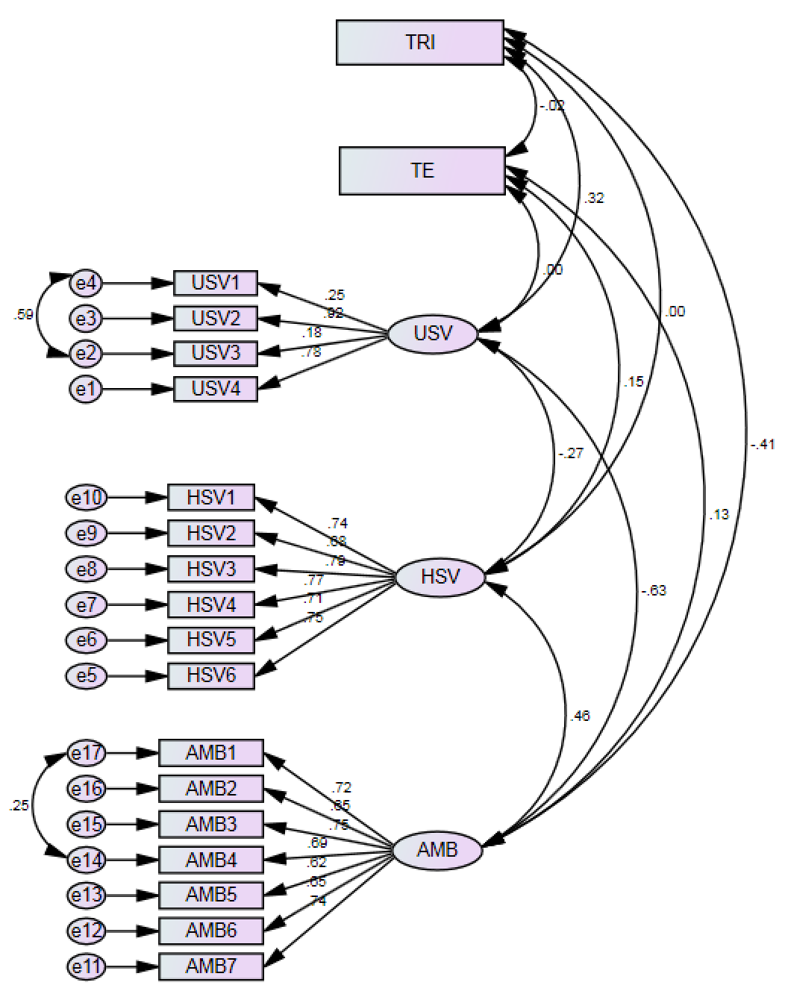 TRI
-.02
TE
.32
.00
e4 USV1
.25
.59
e3 USV2
.92
USV
.00
.18
e2 USV3
.78
e1 USV4
.15
-.27
-.41
e10 HSV1
.13
.74
e9 HSV2
.68
e8 HSV3
.79
HSV
.77
-.63
e7 HSV4
.71
.75
e6 HSV5
e5 HSV6
.46
e17 AMB1
.72
e16 AMB2
.25
.65
e15 AMB3
.75
.69
AMB
e14 AMB4
.62
.65
e13 AMB5
.74
e12 AMB6
e11 AMB7